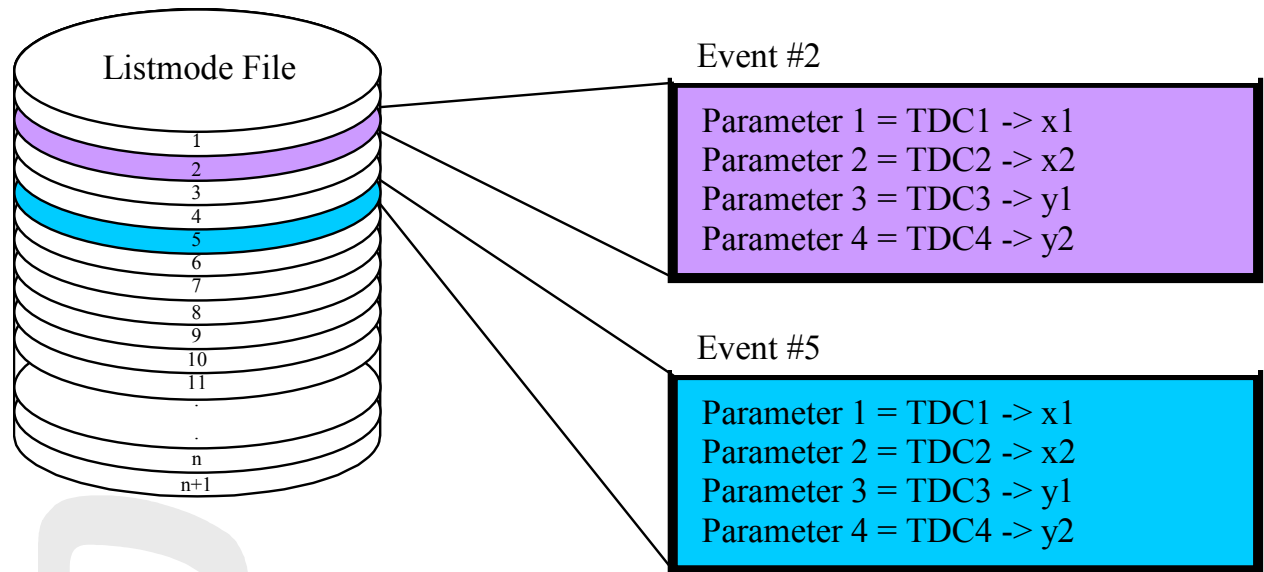 Listmode File
1
2
3
4
5
6
7
8
9
10
11
.
.
n
n+1
Event #2
Parameter 1 = TDC1 -> x1
Parameter 2 = TDC2 -> x2
Parameter 3 = TDC3 -> y1
Parameter 4 = TDC4 -> y2
Event #5
Parameter 1 = TDC1 -> x1
Parameter 2 = TDC2 -> x2
Parameter 3 = TDC3 -> y1
Parameter 4 = TDC4 -> y2